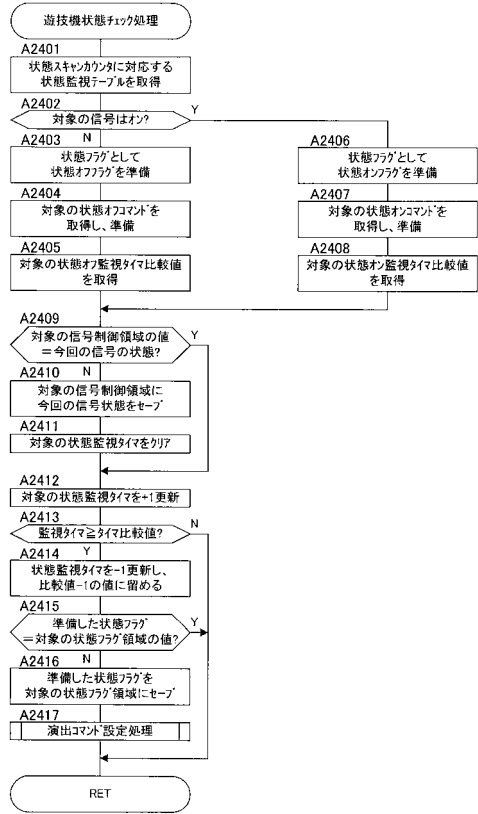 遊技機状態チェック処理
A2401
状態スキャンカウンタに対応する
状態監視テーブルを取得
A2402
対象の信号はオン?
Y
N
A2403
状態フラグとして
状態オフフラグを準備
A2404
対象の状態オフコマンドを
取得し、準備
A2405
対象の状態オフ監視タイマ比較値
を取得
A2406
状態フラグとして
状態オンフラグを準備
A2407
対象の状態オンコマンドを
取得し、準備
A2408
対象の状態オン監視タイマ比較値
を取得
A2409
対象の信号制御領域の値
=今回の信号の状態?
Y
N
A2410
対象の信号制御領域に
今回の信号状態をセーブ
A2411
対象の状態監視タイマをクリア
A2412
対象の状態監視タイマを+1更新
A2413
監視タイマ≧タイマ比較値?
N
Y
A2414
状態監視タイマを-1更新し、
比較値-1の値に留める
A2415
準備した状態フラグ
=対象の状態フラグ領域の値?
Y
N
A2416
準備した状態フラグを
対象の状態フラグ領域にセーブ
A2417
演出コマンド設定処理
RET